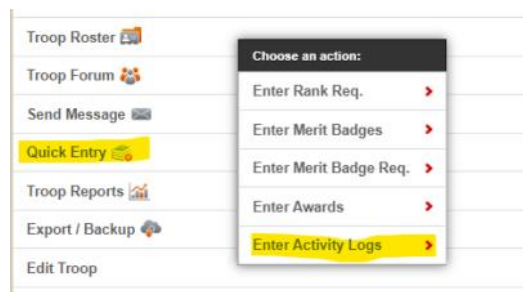 Troop Roster
Troop Forum
Send Message
Quick Entry
Troop Reports
Export / Backup
Edit Troop
Choose an action:
Enter Rank Req.
Enter Merit Badges
Enter Merit Badge Req.
Enter Awards
Enter Activity Logs